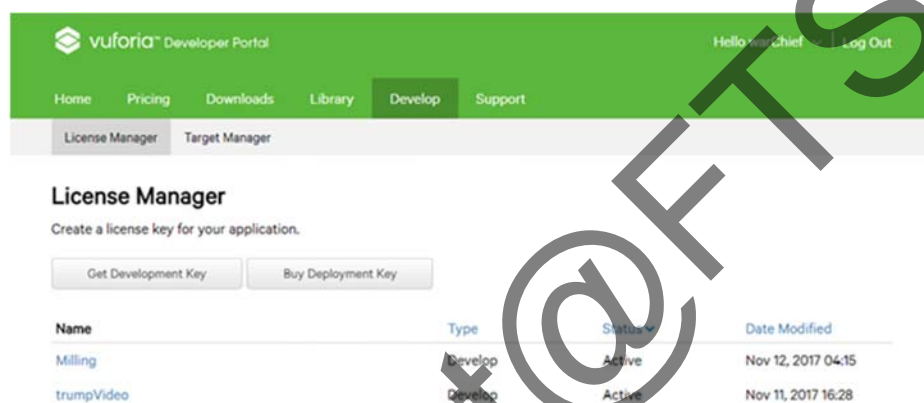 vuforia™ Developer Portal
Hello warChief | Log Out
Home Pricing Downloads Library Develop Support
License Manager Target Manager
License Manager
Create a license key for your application.
Get Development Key Buy Deployment Key
Name Type Status Date Modified
Milling Develop Active Nov 12, 2017 04:15
trumpVideo Develop Active Nov 11, 2017 16:28
@FTS